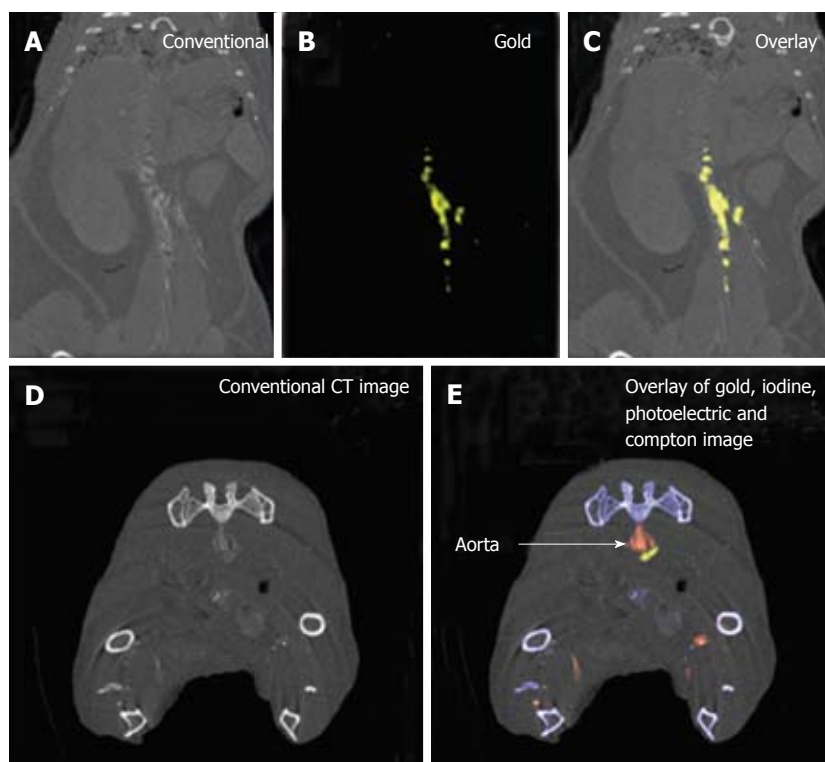 A
Conventional
B
Gold
C
Overlay
D
Conventional CT image
E
Overlay of gold, iodine,
photoelectric and
compton image
Aorta